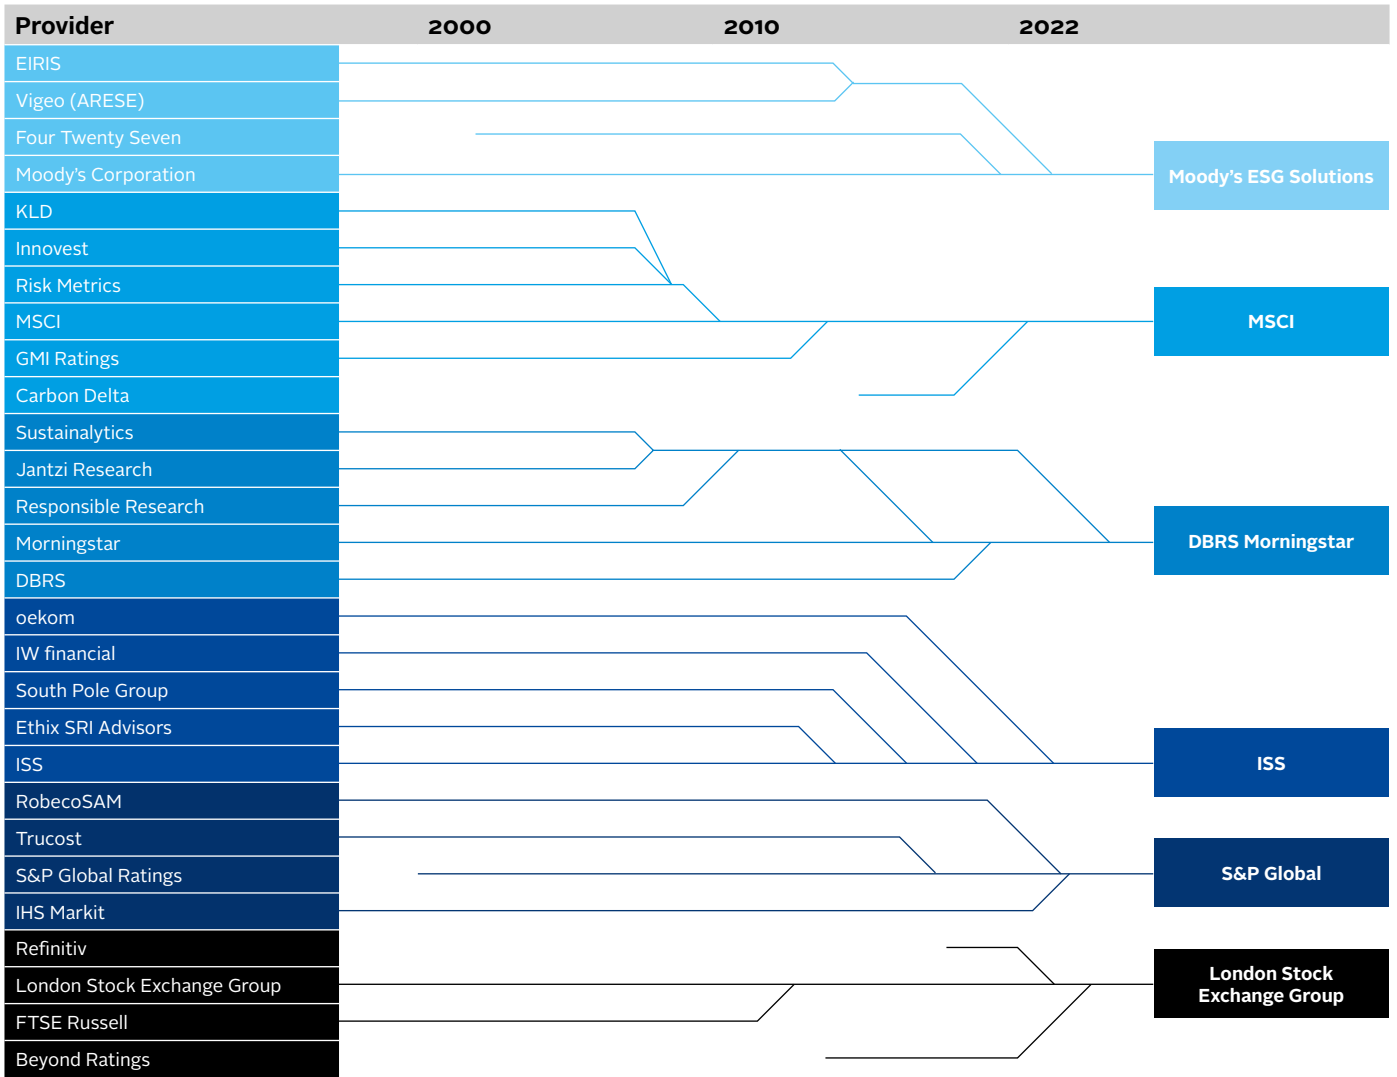 Provider 2000 2010 2022
EIRIS
Vigeo (ARESE)
Four Twenty Seven
Moody's Corporation
Moody's ESG Solutions
KLD
Innovest
Risk Metrics
MSCI
MSCI
GMI Ratings
Carbon Delta
Sustainalytics
Jantzi Research
Responsible Research
Morningstar
DBRS Morningstar
DBRS
oekom
IW financial
South Pole Group
Ethix SRI Advisors
ISS
ISS
RobecoSAM
Trucost
S&P Global Ratings
S&P Global
IHS Markit
Refinitiv
London Stock Exchange Group
London Stock
Exchange Group
FTSE Russell
Beyond Ratings